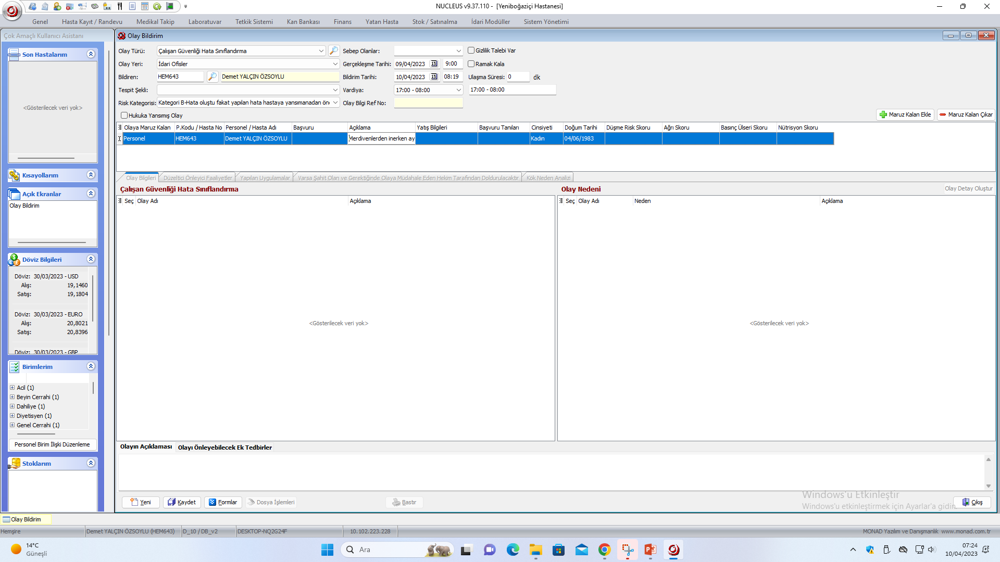 NUCLEUS v9.37.110 - [Yeniboğaziçi Hastanesi]
Genel Hasta Kayıt / Randevu Medikal Takip Laboratuvar Tetkik Sistemi Kan Bankası Finans Yatan Hasta Stok / Satınalma İdari Modüller Sistem Yönetimi
Çok Amaçlı Kullanıcı Asistanı
Son Hastalarım
<Gösterilecek veri yok>
Kısayollarım
Açık Ekranlar
Olay Bildirim
Döviz Bilgileri
Döviz: 30/03/2023 - USD
Alış: 19,1460
Satış: 19,1804
Döviz: 30/03/2023 - EURO
Alış: 20,8021
Satış: 20,8396
Döviz: 30/03/2023 - GBP
Birimlerim
Acil (1)
Beyin Cerrahi (1)
Dahiliye (1)
Diyetisyen (1)
Genel Cerrahi (1)
Personel Birim İlişki Düzenleme
Stoklarım
Olay Bildirim
Olay Türü: Çalışan Güvenliği Hata Sınıflandırma Sebep Olanlar: Gizlilik Talebi Var
Olay Yeri: İdari Ofisler Gerçekleşme Tarihi: 09/04/2023 15 9:00 Ramak Kala
Bildiren: HEM643 Demet YALÇIN ÖZSOYLU Bildirim Tarihi: 10/04/2023 15 08:19 Ulaşma Süresi: 0 dk
Tespit Şekli: Vardiya: 17:00 - 08:00 17:00 - 08:00
Risk Kategorisi: Kategori B-Hata oluştu fakat yapılan hata hastaya yansımanadan önc Olay Bilgi Ref No:
Hukuka Yansımış Olay Maruz Kalan Ekle Maruz Kalan Çıkar
Olaya Maruz Kalan P.Kodu / Hasta No Personel / Hasta Adı Başvuru Açıklama Yatış Bilgileri Başvuru Tanıları Cinsiyeti Doğum Tarihi Düşme Risk Skoru Ağrı Skoru Basınç Ülseri Skoru Nütrisyon Skoru
Personel HEM643 Demet YALÇIN ÖZSOYLU Merdivenlerden inerken ay Kadın 04/06/1983
Olay Bilgileri Düzeltici Önleyici Faaliyetler Yapılan Uygulamalar Varsa Şahit Olan ve Gerektiğinde Olaya Müdahale Eden Hekim Tarafından Doldurulacaktır Kök Neden Analizi
Çalışan Güvenliği Hata Sınıflandırma Olay Nedeni Olay Detay Oluştur
Seç Olay Adı Açıklama Seç Olay Adı Neden Açıklama
<Gösterilecek veri yok> <Gösterilecek veri yok>
Olayın Açıklaması Olayı Önleyebilecek Ek Tedbirler
Windows'u Etkinleştir
Windows'u etkinleştirmek için Ayarlar'a gidin.
Yeni Kaydet Formlar Dosya İşlemleri Bastır Çıkış
Olay Bildirim
Hemşire Demet YALÇIN ÖZSOYLU (HEM643) D_10 / DB_v2 DESKTOP-NQ2G24F 10.102.223.228 MONAD Yazılım ve Danışmanlık www.monad.com.tr
14°C
Güneşli
Ara
07:24
10/04/2023